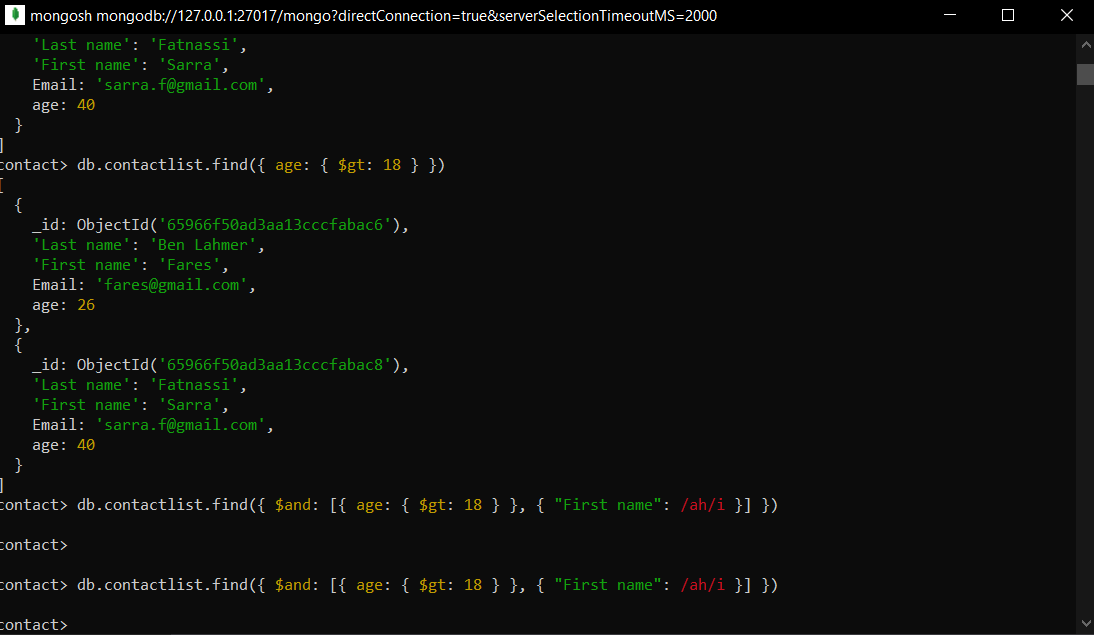 mongosh mongodb://127.0.0.1:27017/mongo?directConnection=true&serverSelectionTimeoutMS=2000
'Last name': 'Fatnassi',
'First name': 'Sarra',
Email: 'sarra.f@gmail.com',
age: 40
}
]
contact> db.contactlist.find({ age: { $gt: 18 } })
[
{
_id: ObjectId('65966f50ad3aa13cccfabac6'),
'Last name': 'Ben Lahmer',
'First name': 'Fares',
Email: 'fares@gmail.com',
age: 26
},
{
_id: ObjectId('65966f50ad3aa13cccfabac8'),
'Last name': 'Fatnassi',
'First name': 'Sarra',
Email: 'sarra.f@gmail.com',
age: 40
}
]
contact> db.contactlist.find({ $and: [{ age: { $gt: 18 } }, { "First name": /ah/i }] })
contact>
contact> db.contactlist.find({ $and: [{ age: { $gt: 18 } }, { "First name": /ah/i }] })
contact>